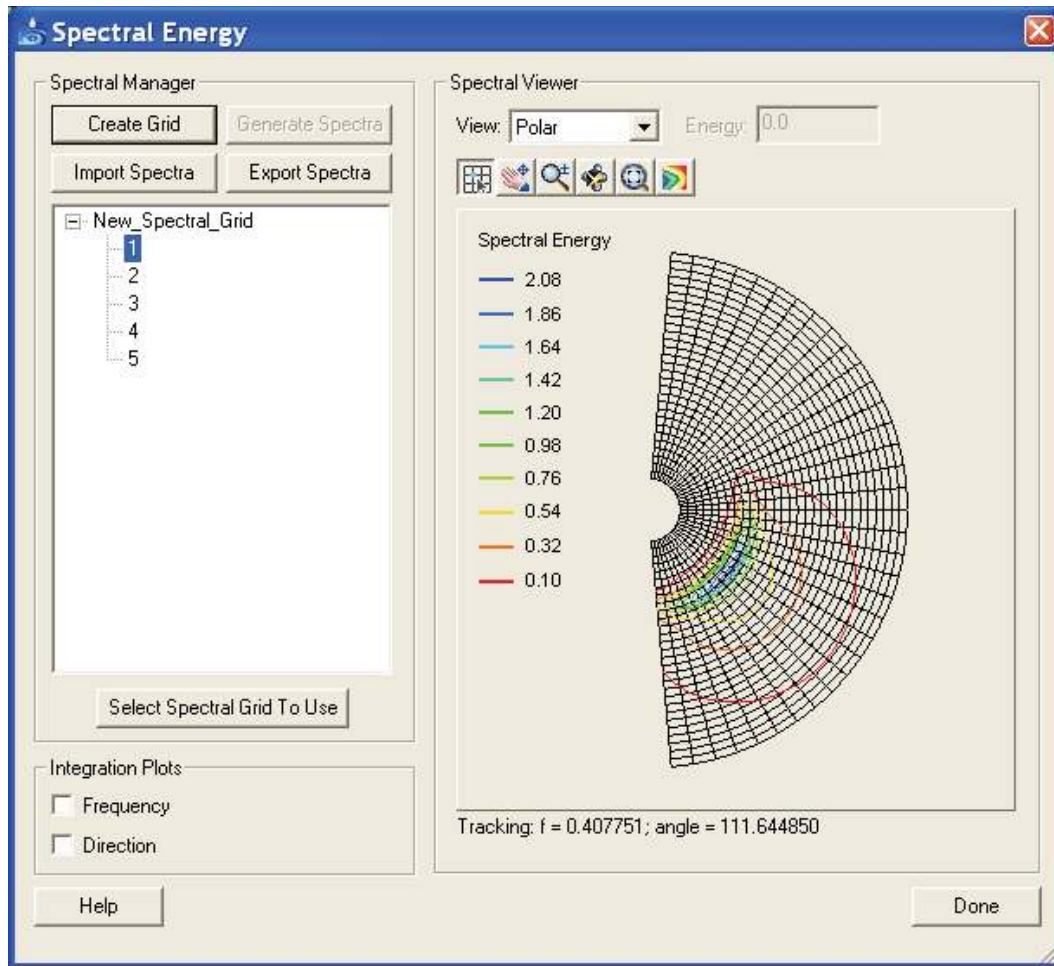 Spectral Energy
Spectral Manager
Create Grid
Generate Spectra
Import Spectra
Export Spectra
New_Spectral_Grid
1
2
3
4
5
Select Spectral Grid To Use
Integration Plots
Frequency
Direction
Spectral Viewer
View: Polar
Energy: 0.0
Spectral Energy
2.08
1.86
1.64
1.42
1.20
0.98
0.76
0.54
0.32
0.10
Tracking: f = 0.407751; angle = 111.644850
Help
Done